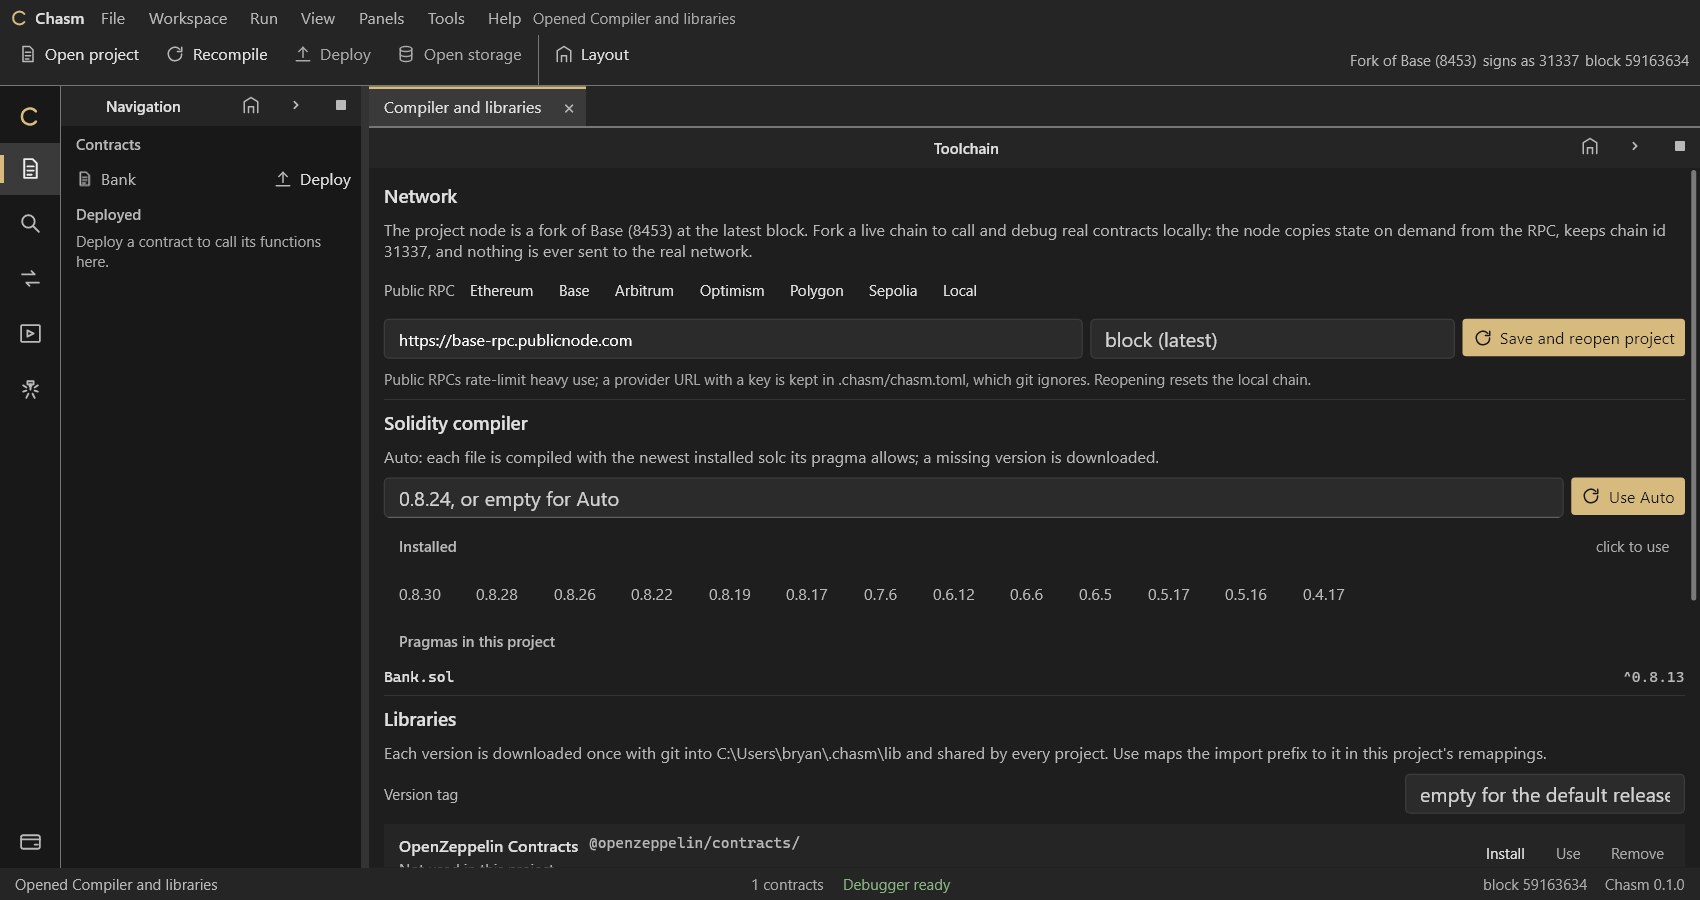 Chasm File Workspace Run View Panels Tools Help Opened Compiler and libraries
Open project Recompile Deploy Open storage Layout
Fork of Base (8453) signs as 31337 block 59163634
Navigation
Contracts
Bank Deploy
Deployed
Deploy a contract to call its functions
here.
Compiler and libraries
Toolchain
Network
The project node is a fork of Base (8453) at the latest block. Fork a live chain to call and debug real contracts locally: the node copies state on demand from the RPC, keeps chain id
31337, and nothing is ever sent to the real network.
Public RPC Ethereum Base Arbitrum Optimism Polygon Sepolia Local
https://base-rpc.publicnode.com block (latest) Save and reopen project
Public RPCs rate-limit heavy use; a provider URL with a key is kept in .chasm/chasm.toml, which git ignores. Reopening resets the local chain.
Solidity compiler
Auto: each file is compiled with the newest installed solc its pragma allows; a missing version is downloaded.
0.8.24, or empty for Auto Use Auto
Installed click to use
0.8.30 0.8.28 0.8.26 0.8.22 0.8.19 0.8.17 0.7.6 0.6.12 0.6.6 0.6.5 0.5.17 0.5.16 0.4.17
Pragmas in this project
Bank.sol ^0.8.13
Libraries
Each version is downloaded once with git into C:\Users\bryan\.chasm\lib and shared by every project. Use maps the import prefix to it in this project's remappings.
Version tag empty for the default release
OpenZeppelin Contracts @openzeppelin/contracts/
Not used in this project
Install Use Remove
Opened Compiler and libraries 1 contracts Debugger ready block 59163634 Chasm 0.1.0